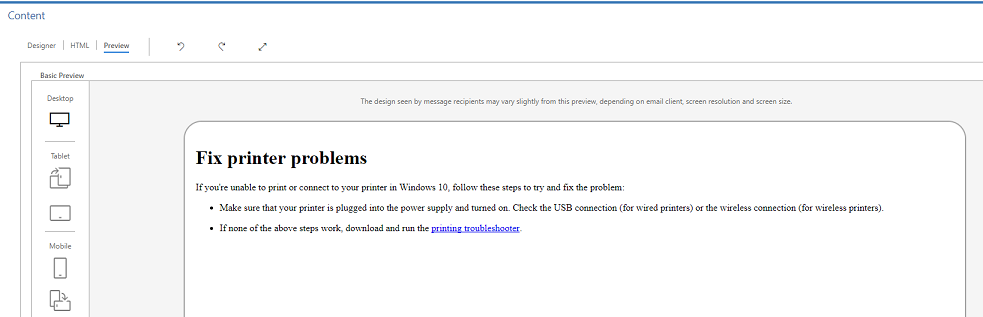 Content
Designer HTML Preview
Basic Preview
Desktop
The design seen by message recipients may vary slightly from this preview, depending on email client, screen resolution and screen size.
Tablet
Mobile
Fix printer problems
If you're unable to print or connect to your printer in Windows 10, follow these steps to try and fix the problem:
• Make sure that your printer is plugged into the power supply and turned on. Check the USB connection (for wired printers) or the wireless connection (for wireless printers).
• If none of the above steps work, download and run the printing troubleshooter.